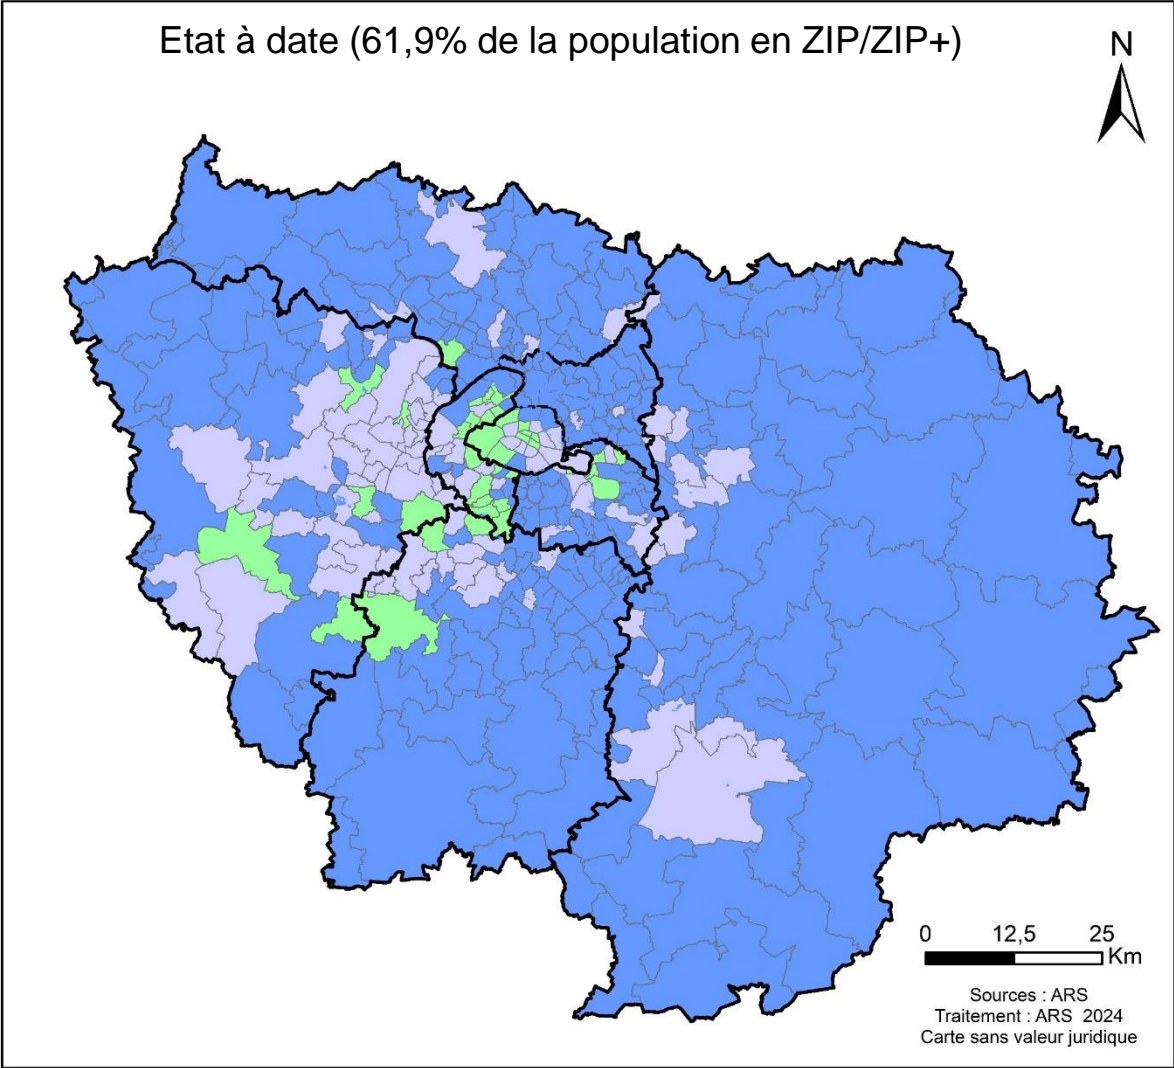 Etat à date (61,9% de la population en ZIP/ZIP+)
N
0 12,5 25
Km
Sources : ARS
Traitement : ARS 2024
Carte sans valeur juridique